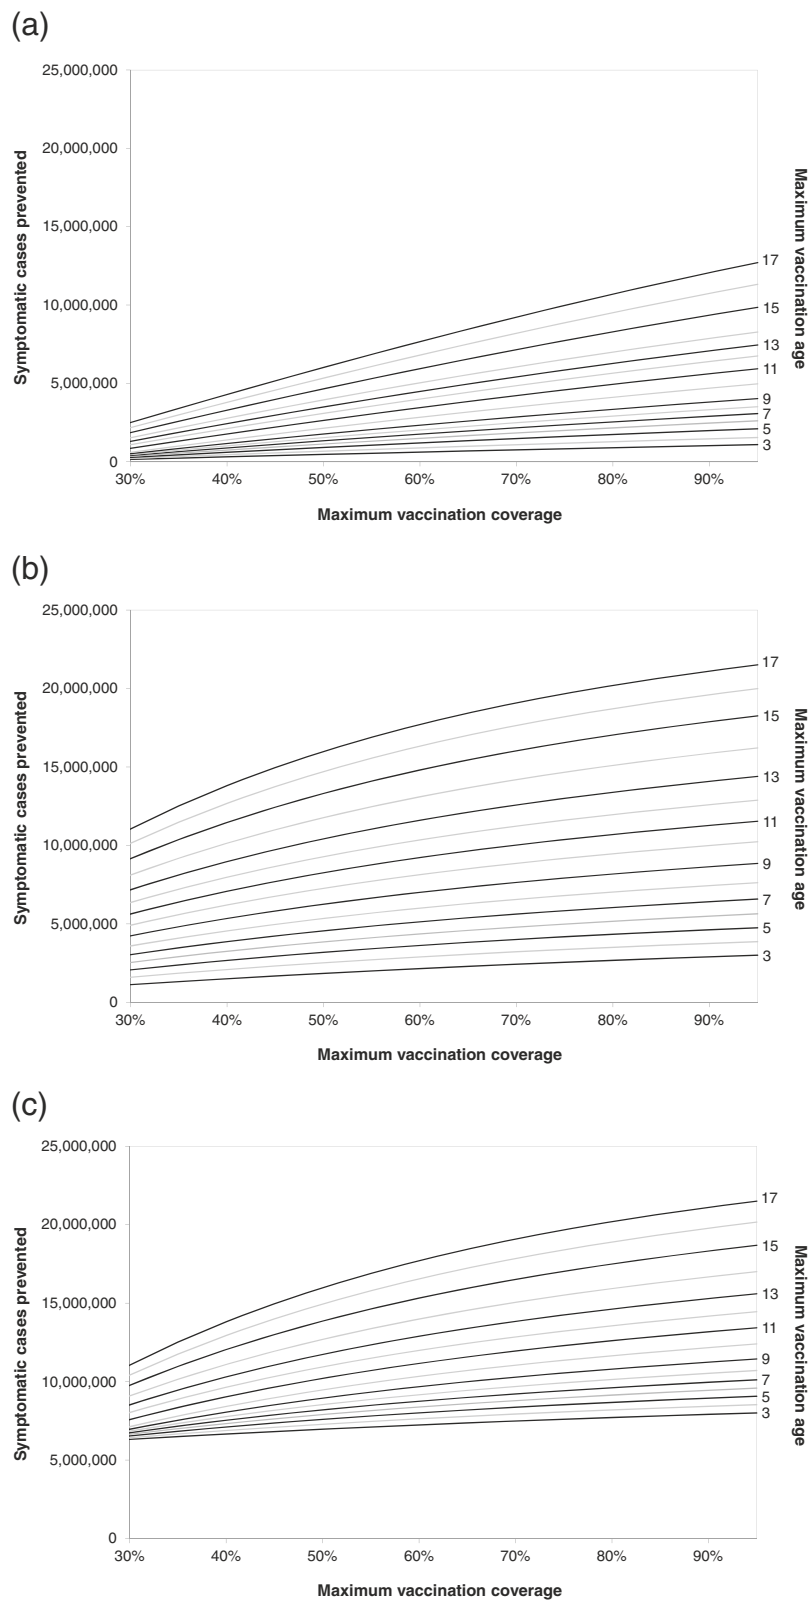 (a)
25,000,000
20,000,000
15,000,000
10,000,000
5,000,000
0
Symptomatic cases prevented
30% 40% 50% 60% 70% 80% 90%
Maximum vaccination coverage
17
15
13
11
9
7
5
3
Maximum vaccination age
(b)
25,000,000
20,000,000
15,000,000
10,000,000
5,000,000
0
Symptomatic cases prevented
30% 40% 50% 60% 70% 80% 90%
Maximum vaccination coverage
17
15
13
11
9
7
5
3
Maximum vaccination age
(c)
25,000,000
20,000,000
15,000,000
10,000,000
5,000,000
0
Symptomatic cases prevented
30% 40% 50% 60% 70% 80% 90%
Maximum vaccination coverage
17
15
13
11
9
7
5
3
Maximum vaccination age